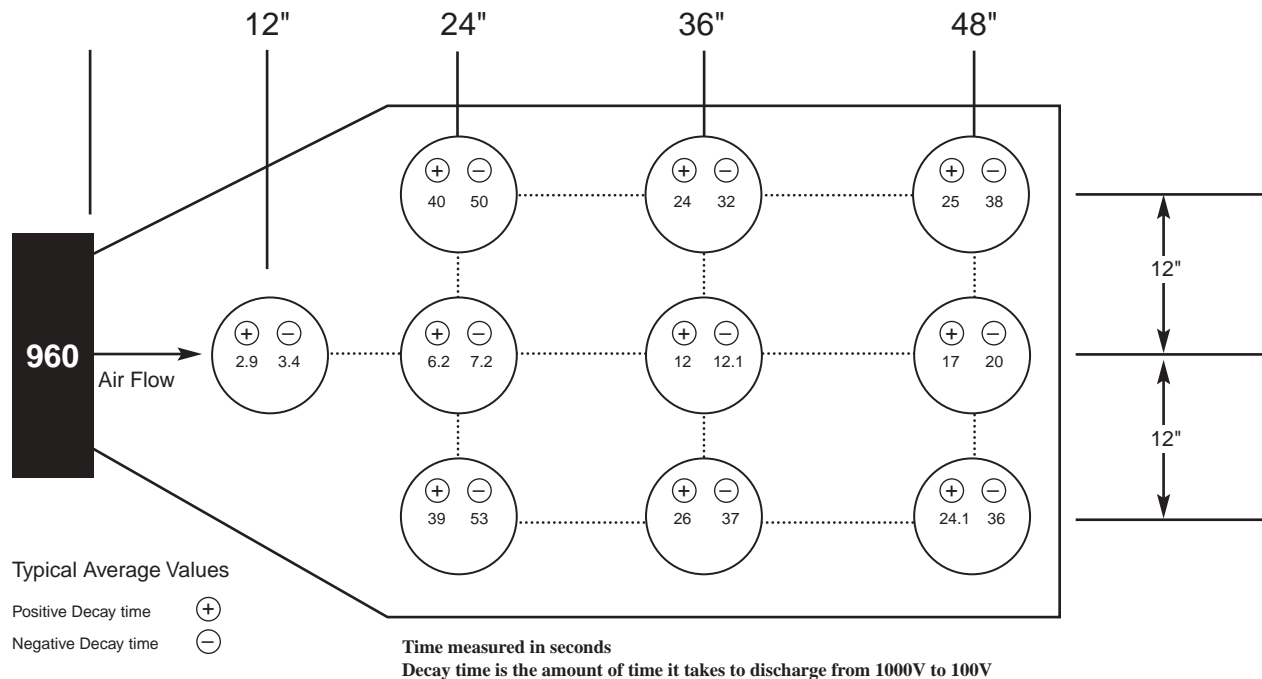 12" 24" 36" 48"
+ − + − + −
40 50 24 32 25 38
12"
+ − + − + − + −
960
2.9 3.4 6.2 7.2 12 12.1 17 20
Air Flow
12"
+ − + − + −
39 53 26 37 24.1 36
Typical Average Values
Positive Decay time +
Negative Decay time −
Time measured in seconds
Decay time is the amount of time it takes to discharge from 1000V to 100V